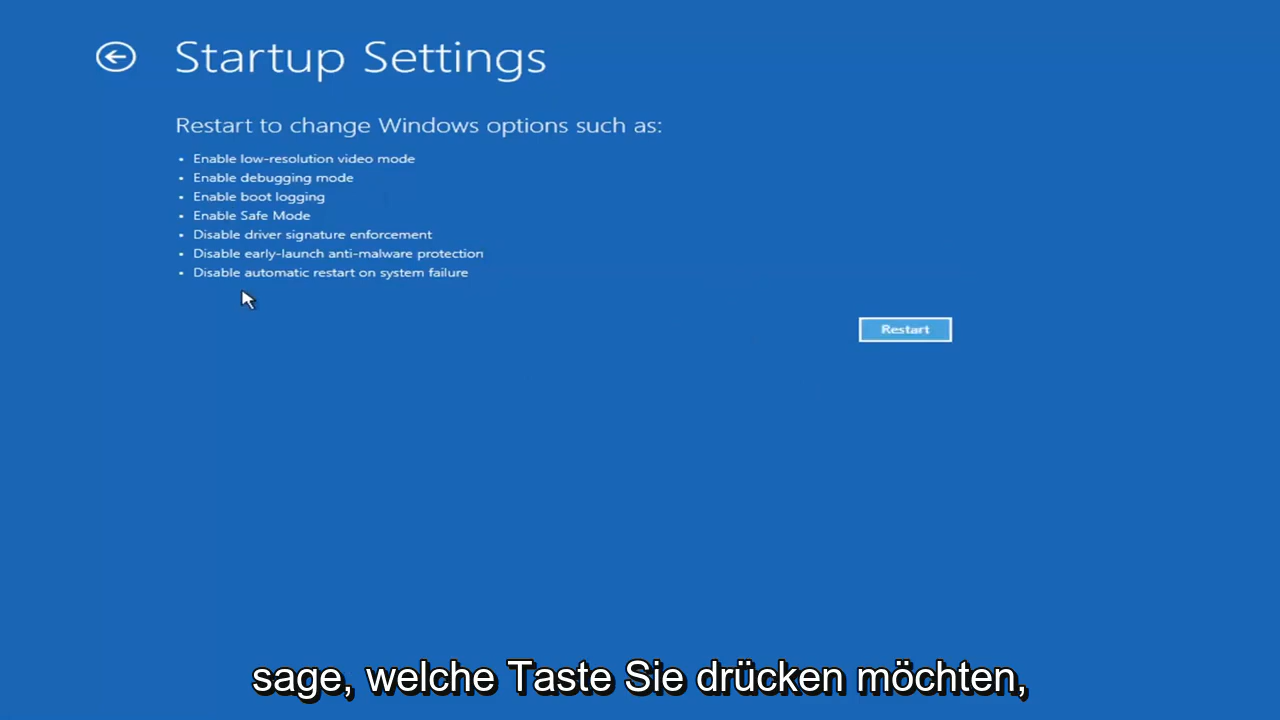 Startup Settings
Restart to change Windows options such as:
• Enable low-resolution video mode
• Enable debugging mode
• Enable boot logging
• Enable Safe Mode
• Disable driver signature enforcement
• Disable early-launch anti-malware protection
• Disable automatic restart on system failure
Restart
sage, welche Taste Sie drücken möchten,